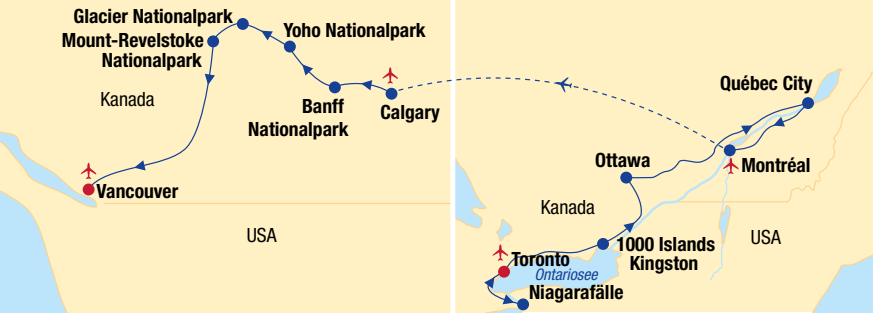 Glacier Nationalpark
Mount-Revelstoke
Nationalpark
Yoho Nationalpark
Kanada
Banff
Nationalpark
Calgary
Vancouver
USA
Québec City
Montréal
Ottawa
Kanada
1000 Islands
Kingston
USA
Toronto
Ontariosee
Niagarafälle